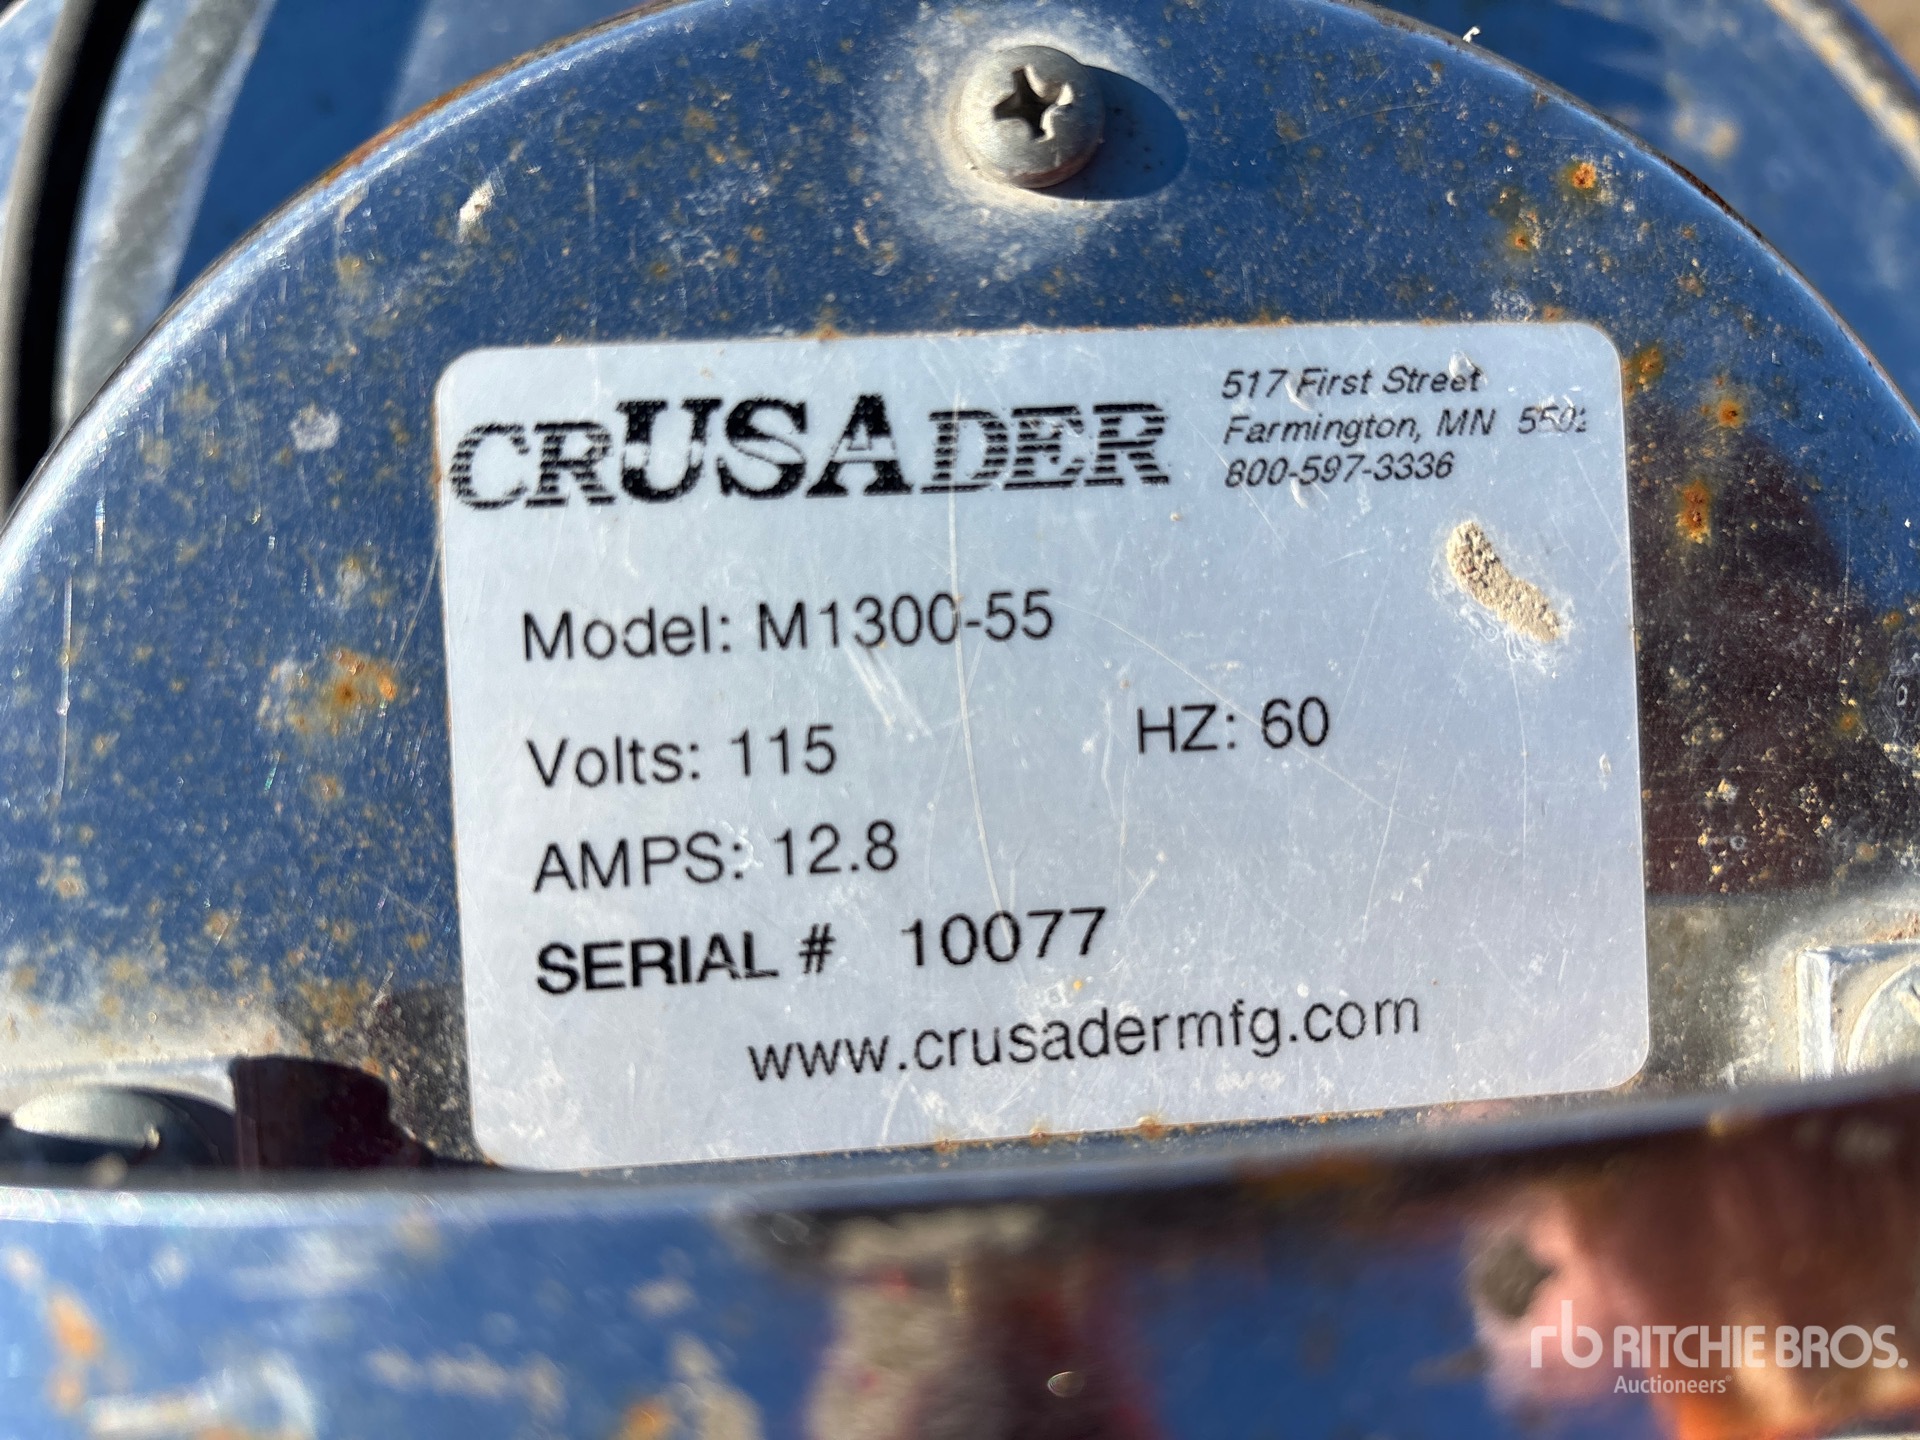 CRUSADER
517 First Street
Farmington, MN
800-597-3336
Model: M1300-55
Volts: 115 HZ: 60
AMPS: 12.8
SERIAL # 10077
www.crusadermfg.com
rb RITCHIE BROS.
Auctioneers